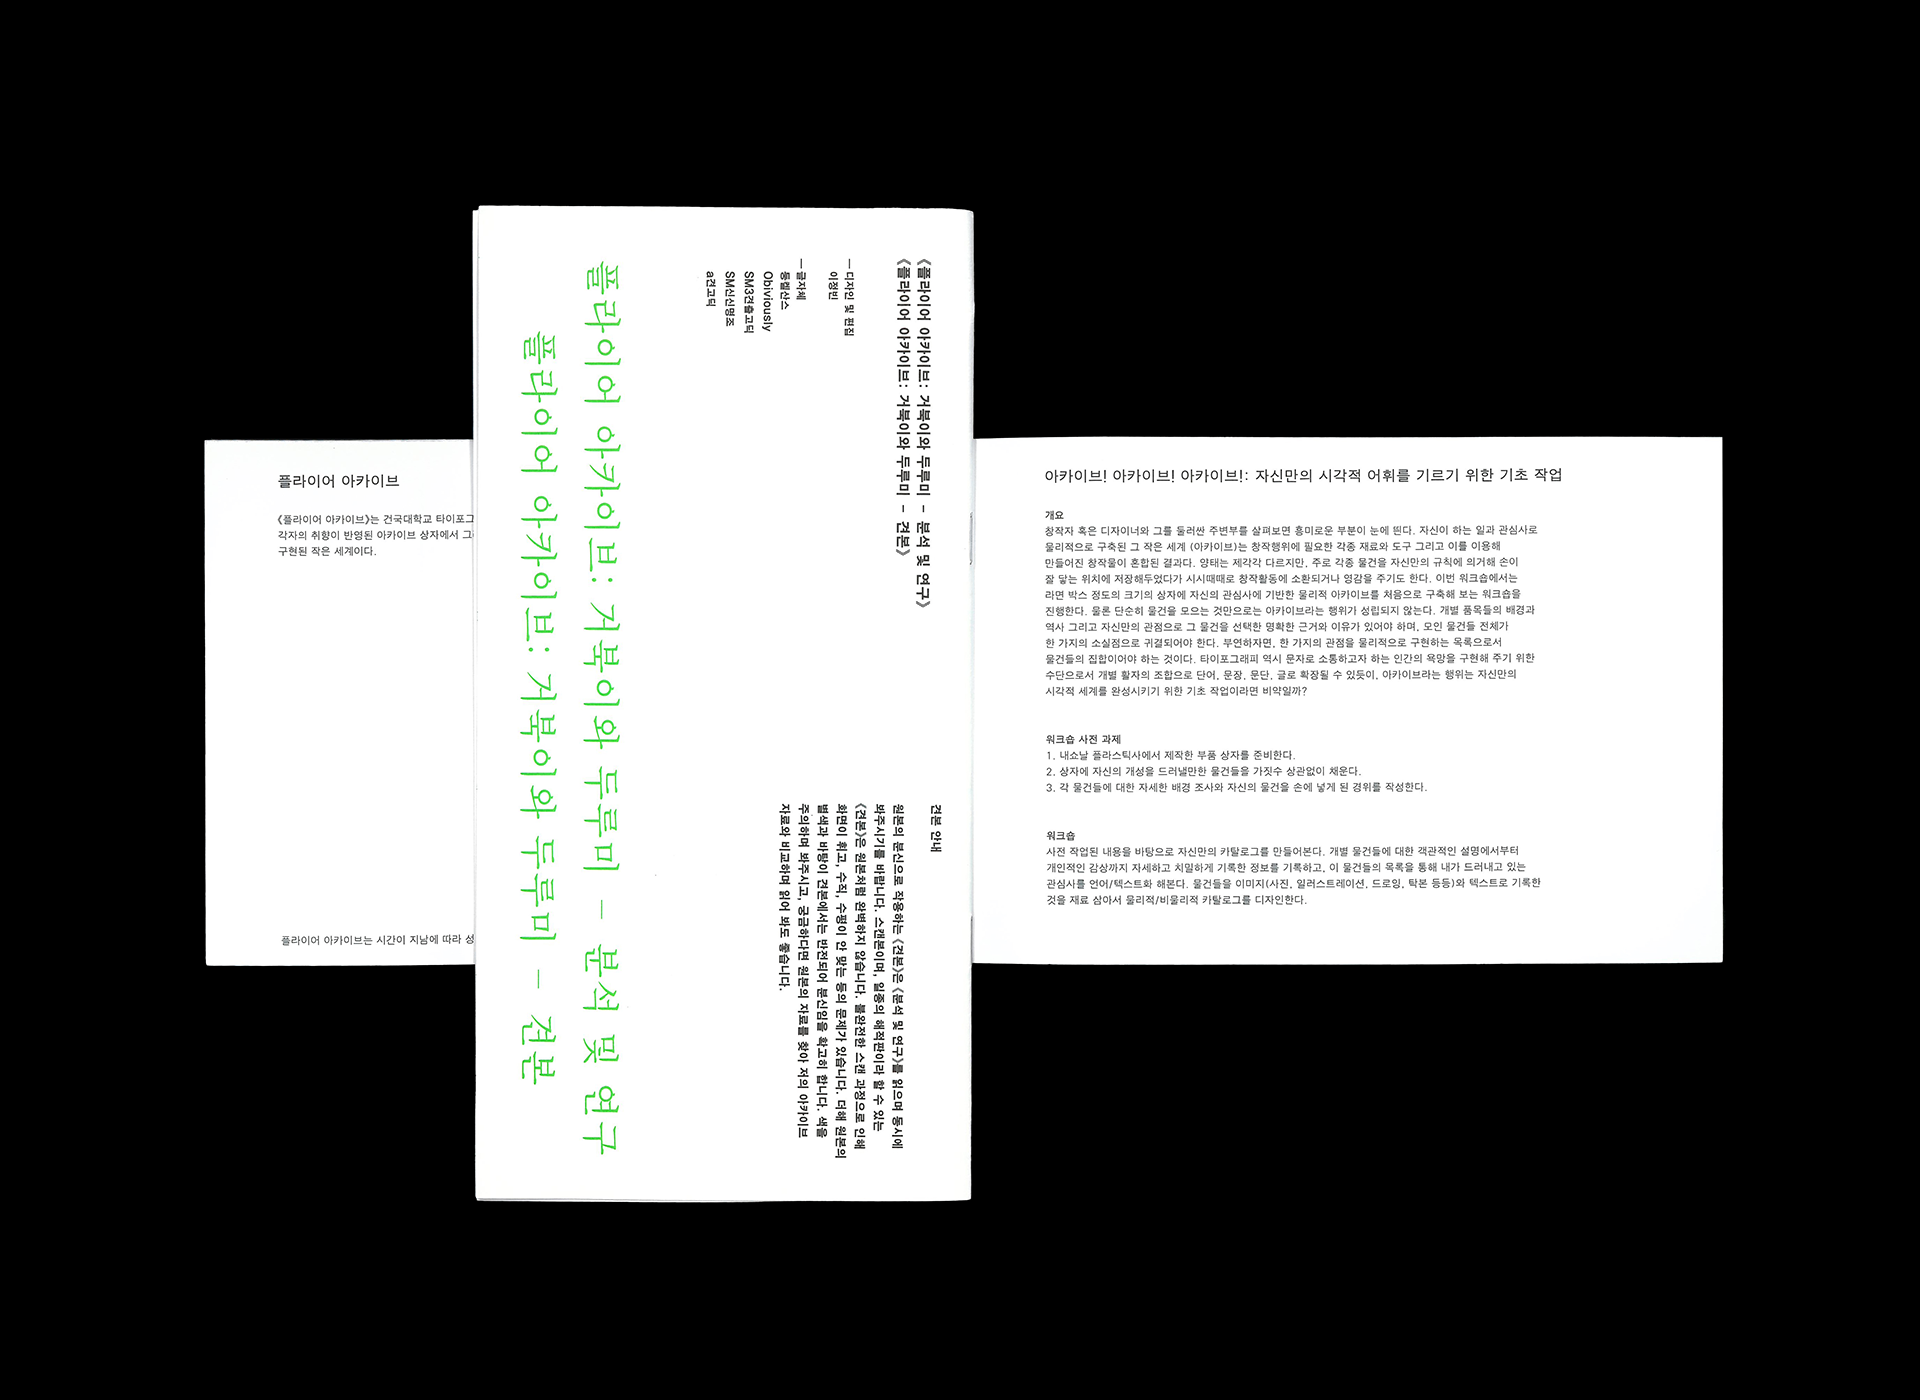 플라이어 아카이브
《플라이어 아카이브》는 건국대학교 타이포그
각자의 취향이 반영된 아카이브 상자에서 그
구현된 작은 세계이다.
플라이어 아카이브는 시간이 지남에 따라 성
《플라이어 아카이브: 거북이와 두루미 – 분석 및 연구》
《플라이어 아카이브: 거북이와 두루미 – 견본》
— 디자인 및 편집
이정빈
— 글자체
둥켈산스
Obiviously
SM3견출고딕
SM신신명조
a견고딕
견본 안내
원본의 분신으로 작용하는 《견본》은 《분석 및 연구》를 읽으며 동시에
봐주시기를 바랍니다. 스캔본이며, 일종의 해적판이라 할 수 있는
《견본》은 원본처럼 완벽하지 않습니다. 불완전한 스캔 과정으로 인해
화면이 휘고, 수직, 수평이 안 맞는 등의 문제가 있습니다. 더해 원본의
별색과 바탕이 견본에서는 반전되어 분신임을 확고히 합니다. 색을
주의하며 봐주시고, 궁금하다면 원본의 자료를 찾아 저의 아카이브
자료와 비교하며 읽어 봐도 좋습니다.
플라이어 아카이브: 거북이와 두루미 – 분석 및 연구
플라이어 아카이브: 거북이와 두루미 – 견본
아카이브! 아카이브! 아카이브!: 자신만의 시각적 어휘를 기르기 위한 기초 작업
개요
창작자 혹은 디자이너와 그를 둘러싼 주변부를 살펴보면 흥미로운 부분이 눈에 띈다. 자신이 하는 일과 관심사로
물리적으로 구축된 그 작은 세계 (아카이브)는 창작행위에 필요한 각종 재료와 도구 그리고 이를 이용해
만들어진 창작물이 혼합된 결과다. 양태는 제각각 다르지만, 주로 각종 물건을 자신만의 규칙에 의거해 손이
잘 닿는 위치에 저장해두었다가 시시때때로 창작활동에 소환되거나 영감을 주기도 한다. 이번 워크숍에서는
라면 박스 정도의 크기의 상자에 자신의 관심사에 기반한 물리적 아카이브를 처음으로 구축해 보는 워크숍을
진행한다. 물론 단순히 물건을 모으는 것만으로는 아카이브라는 행위가 성립되지 않는다. 개별 품목들의 배경과
역사 그리고 자신만의 관점으로 그 물건을 선택한 명확한 근거와 이유가 있어야 하며, 모인 물건들 전체가
한 가지의 소실점으로 귀결되어야 한다. 부연하자면, 한 가지의 관점을 물리적으로 구현하는 목록으로서
물건들의 집합이어야 하는 것이다. 타이포그래피 역시 문자로 소통하고자 하는 인간의 욕망을 구현해 주기 위한
수단으로서 개별 활자의 조합으로 단어, 문장, 문단, 글로 확장될 수 있듯이, 아카이브라는 행위는 자신만의
시각적 세계를 완성시키기 위한 기초 작업이라면 비약일까?
워크숍 사전 과제
1. 내쇼날 플라스틱사에서 제작한 부품 상자를 준비한다.
2. 상자에 자신의 개성을 드러낼만한 물건들을 가짓수 상관없이 채운다.
3. 각 물건들에 대한 자세한 배경 조사와 자신의 물건을 손에 넣게 된 경위를 작성한다.
워크숍
사전 작업된 내용을 바탕으로 자신만의 카탈로그를 만들어본다. 개별 물건들에 대한 객관적인 설명에서부터
개인적인 감상까지 자세하고 치밀하게 기록한 정보를 기록하고, 이 물건들의 목록을 통해 내가 드러내고 있는
관심사를 언어/텍스트화 해본다. 물건들을 이미지(사진, 일러스트레이션, 드로잉, 탁본 등등)와 텍스트로 기록한
것을 재료 삼아서 물리적/비물리적 카탈로그를 디자인한다.